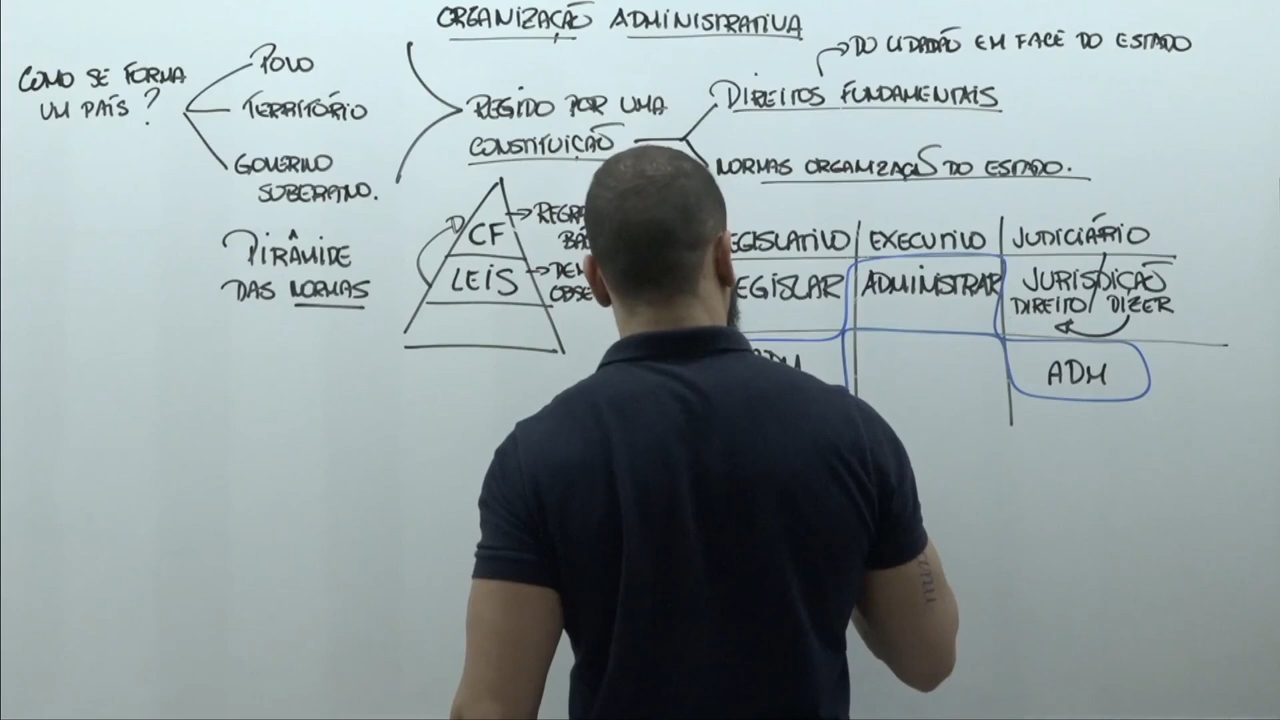 ORGANIZAÇÃO ADMINISTRATIVA
COMO SE FORMA
UM PAÍS ?
POVO
TERRITÓRIO
GOVERNO
SOBERANO.
REGIDO POR UMA
CONSTITUIÇÃO
DO CIDADÃO EM FACE DO ESTADO
DIREITOS FUNDAMENTAIS
NORMAS ORGANIZAÇÃO DO ESTADO.
PIRÂMIDE
DAS NORMAS
CF
LEIS
EGISLATIVO EXECUTIVO JUDICIÁRIO
EGISLAR ADMINISTRAR JURISDIÇÃO
DIREITO / DIZER
ADM